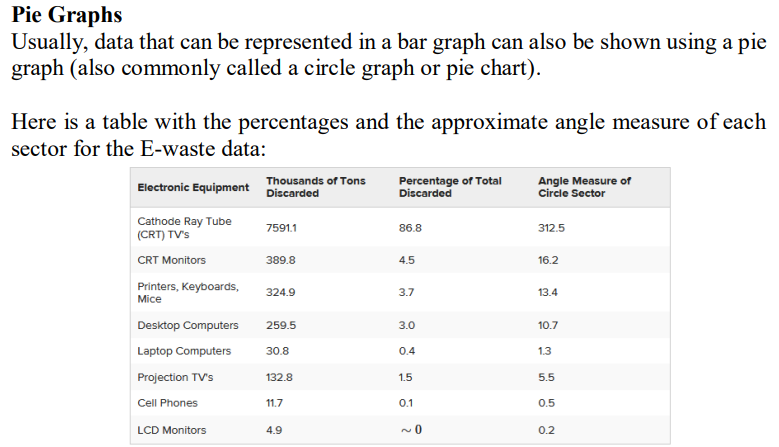 Pie Graphs
Usually, data that can be represented in a bar graph can also be shown using a pie
graph (also commonly called a circle graph or pie chart).
Here is a table with the percentages and the approximate angle measure of each
sector for the E-waste data:
Electronic Equipment Thousands of Tons Discarded Percentage of Total Discarded Angle Measure of Circle Sector
Cathode Ray Tube (CRT) TV's 7591.1 86.8 312.5
CRT Monitors 389.8 4.5 16.2
Printers, Keyboards, Mice 324.9 3.7 13.4
Desktop Computers 259.5 3.0 10.7
Laptop Computers 30.8 0.4 1.3
Projection TV's 132.8 1.5 5.5
Cell Phones 11.7 0.1 0.5
LCD Monitors 4.9 ~ 0 0.2